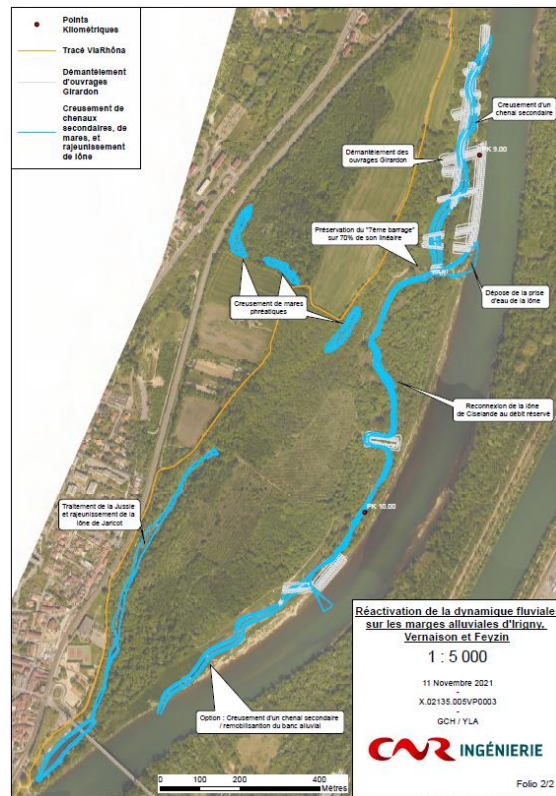 Points
Kilométriques
Tracé ViaRhôna
Démantèlement
d'ouvrages
Girardon
Creusement de
chenaux
secondaires, de
mares, et
rajeunissement
de lône
Creusement d'un
chenal secondaire
Démantèlement des
ouvrages Girardon
PK 9.00
Préservation du "7ème barrage"
sur 70% de son linéaire
Dépose de la prise
d'eau de la lône
Creusement de mares
phréatiques
Reconnexion de la lône
de Ciselande au débit réservé
Traitement de la Jussie
et rajeunissement de la
lône de Jaricot
PK 10.00
Option : Creusement d'un chenal secondaire
/ remobilisation du banc alluvial
0 100 200 400
Mètres
Réactivation de la dynamique fluviale
sur les marges alluviales d'Irigny,
Vernaison et Feyzin
1 : 5 000
11 Novembre 2021
-
X.02135.005VP0003
-
GCH / YLA
CNR INGÉNIERIE
Folio 2/2